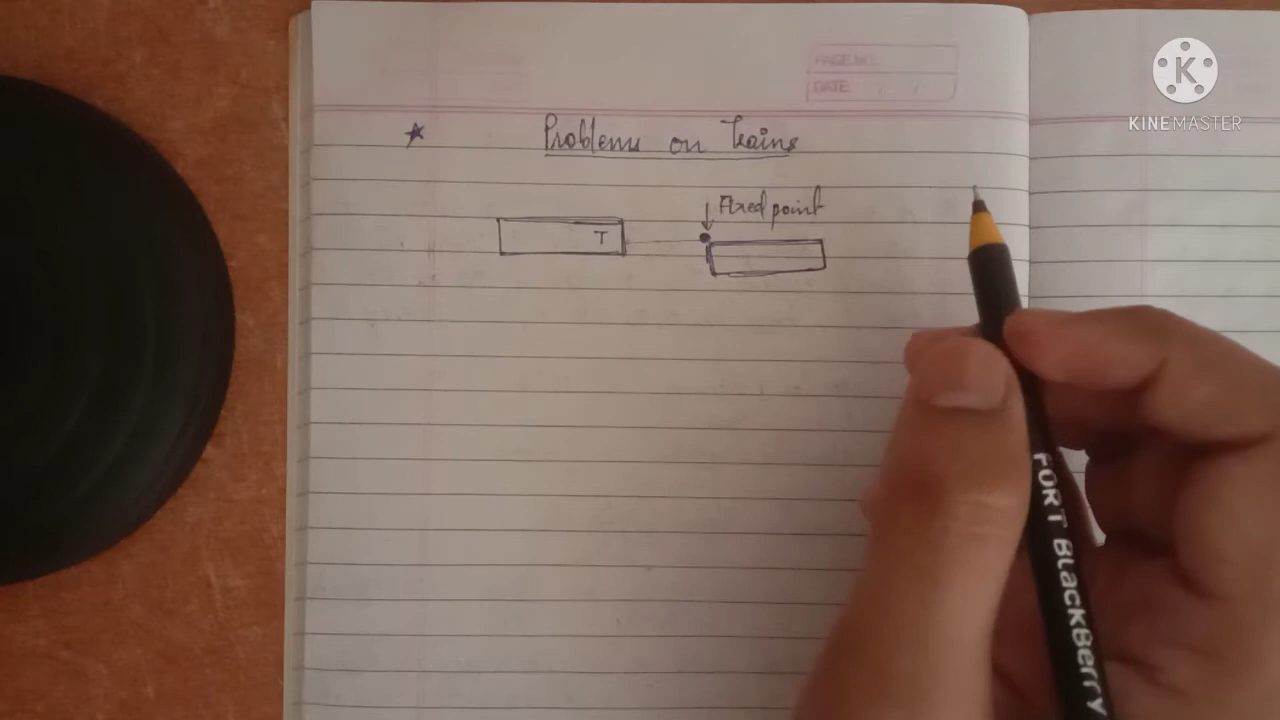 PAGE NO.
DATE / /
K
KINEMASTER
Problems on Trains
Fixed point
T
FORT BlackBerry